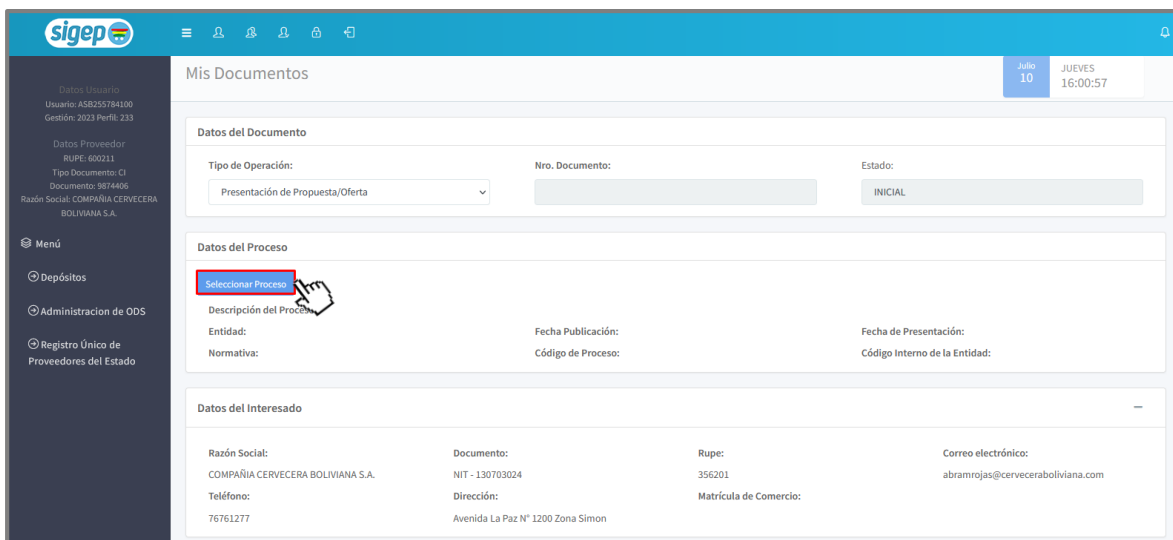 sigep
Mis Documentos
Julio
10
JUEVES
16:00:57
Datos Usuario
Usuario: ASB255784100
Gestión: 2023 Perfil: 233
Datos Proveedor
RUPE: 600211
Tipo Documento: CI
Documento: 9874406
Razón Social: COMPAÑIA CERVECERA
BOLIVIANA S.A.
Menú
Depósitos
Administracion de ODS
Registro Único de
Proveedores del Estado
Datos del Documento
Tipo de Operación: Nro. Documento: Estado:
Presentación de Propuesta/Oferta INICIAL
Datos del Proceso
Seleccionar Proceso
Descripción del Proceso
Entidad: Fecha Publicación: Fecha de Presentación:
Normativa: Código de Proceso: Código Interno de la Entidad:
Datos del Interesado
Razón Social: Documento: Rupe: Correo electrónico:
COMPAÑIA CERVECERA BOLIVIANA S.A. NIT - 130703024 356201 abramrojas@cerveceraboliviana.com
Teléfono: Dirección: Matrícula de Comercio:
76761277 Avenida La Paz N° 1200 Zona Simon